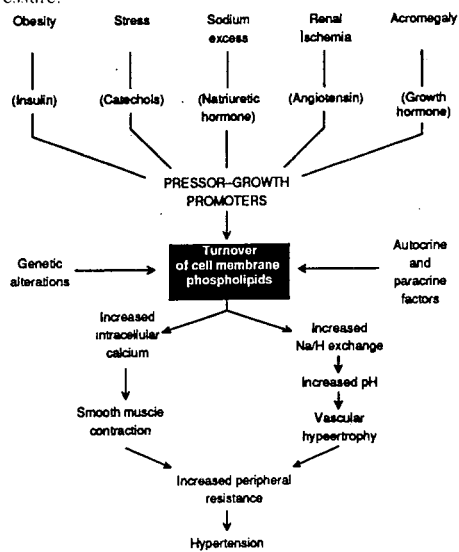 Obesity Stress Sodium excess Renal Ischemia Acromegaly
(Insulin) (Catechols) (Natriuretic hormone) (Angiotensin) (Growth hormone)
PRESSOR-GROWTH
PROMOTERS
Turnover
of cell membrane
phospholipids
Genetic
alterations
Autocrine
and
paracrine
factors
Increased
intracellular
calcium
Increased
Na/H exchange
Increased pH
Smooth muscle
contraction
Vascular
hypeertrophy
Increased peripheral
resistance
Hypertension